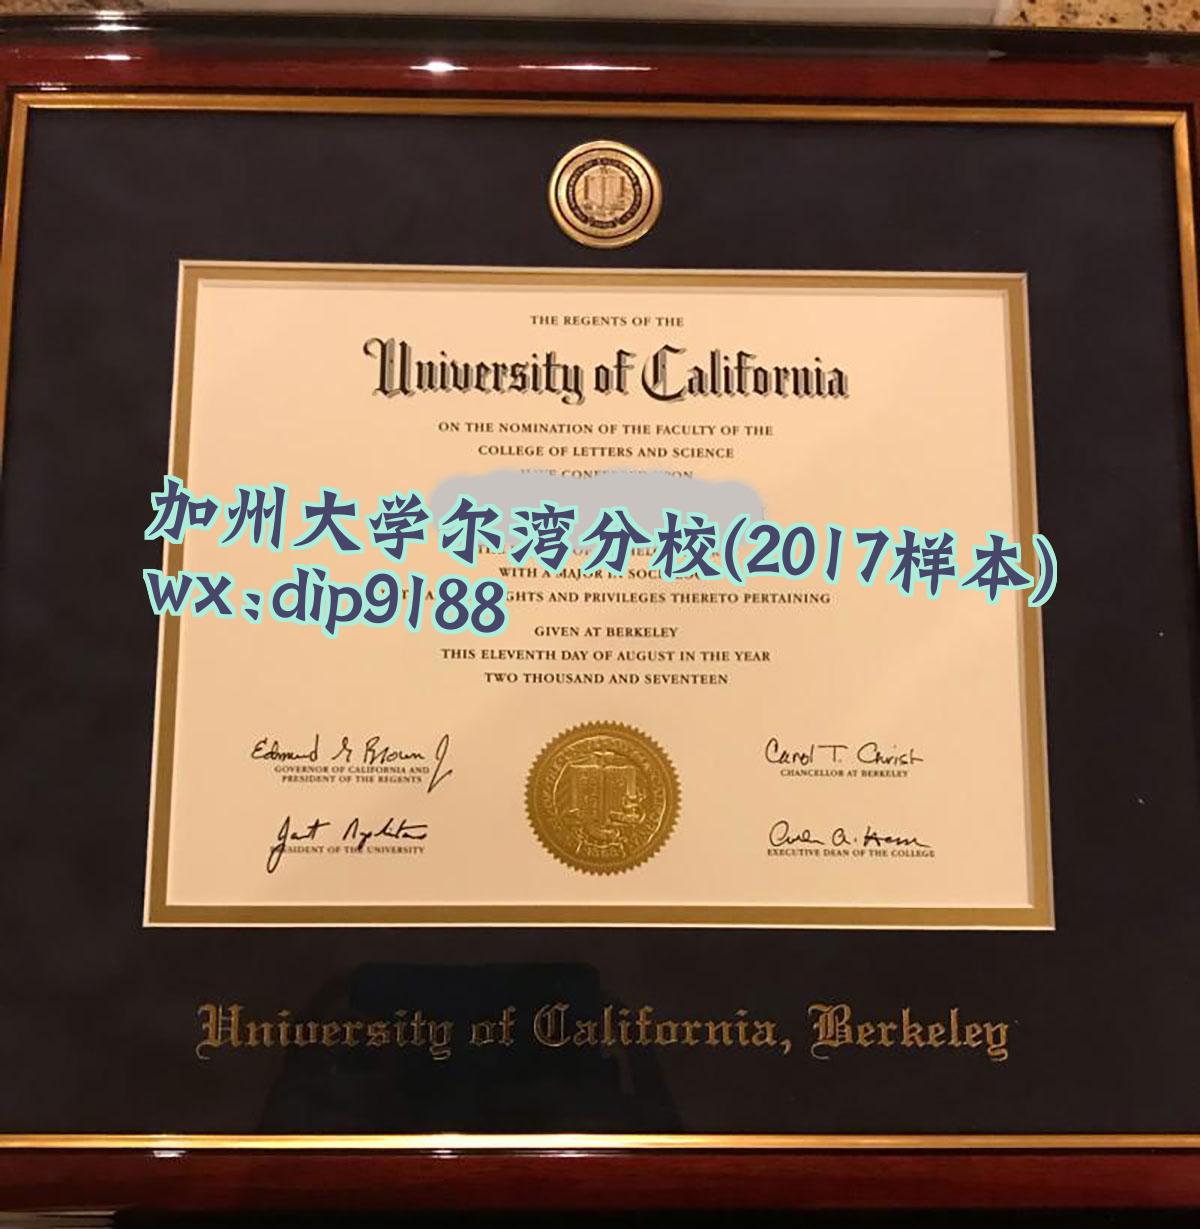 THE REGENTS OF THE
University of California
ON THE NOMINATION OF THE FACULTY OF THE
COLLEGE OF LETTERS AND SCIENCE
加州大学尔湾分校(2017样本)
WITH A MAJOR
wx:dip9188
AND PRIVILEGES THERETO PERTAINING
GIVEN AT BERKELEY
THIS ELEVENTH DAY OF AUGUST IN THE YEAR
TWO THOUSAND AND SEVENTEEN
Edmund G Brown Jr
GOVERNOR OF CALIFORNIA AND
PRESIDENT OF THE REGENTS
Carol T. Christ
CHANCELLOR AT BERKELEY
OF THE UNIVERSITY
EXECUTIVE DEAN OF THE COLLEGE
University of California, Berkeley